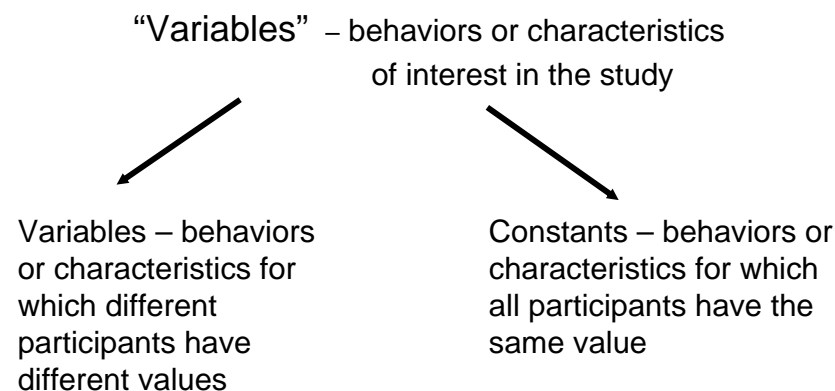 “Variables” – behaviors or characteristics
of interest in the study
Variables – behaviors
or characteristics for
which different
participants have
different values
Constants – behaviors or
characteristics for which
all participants have the
same value